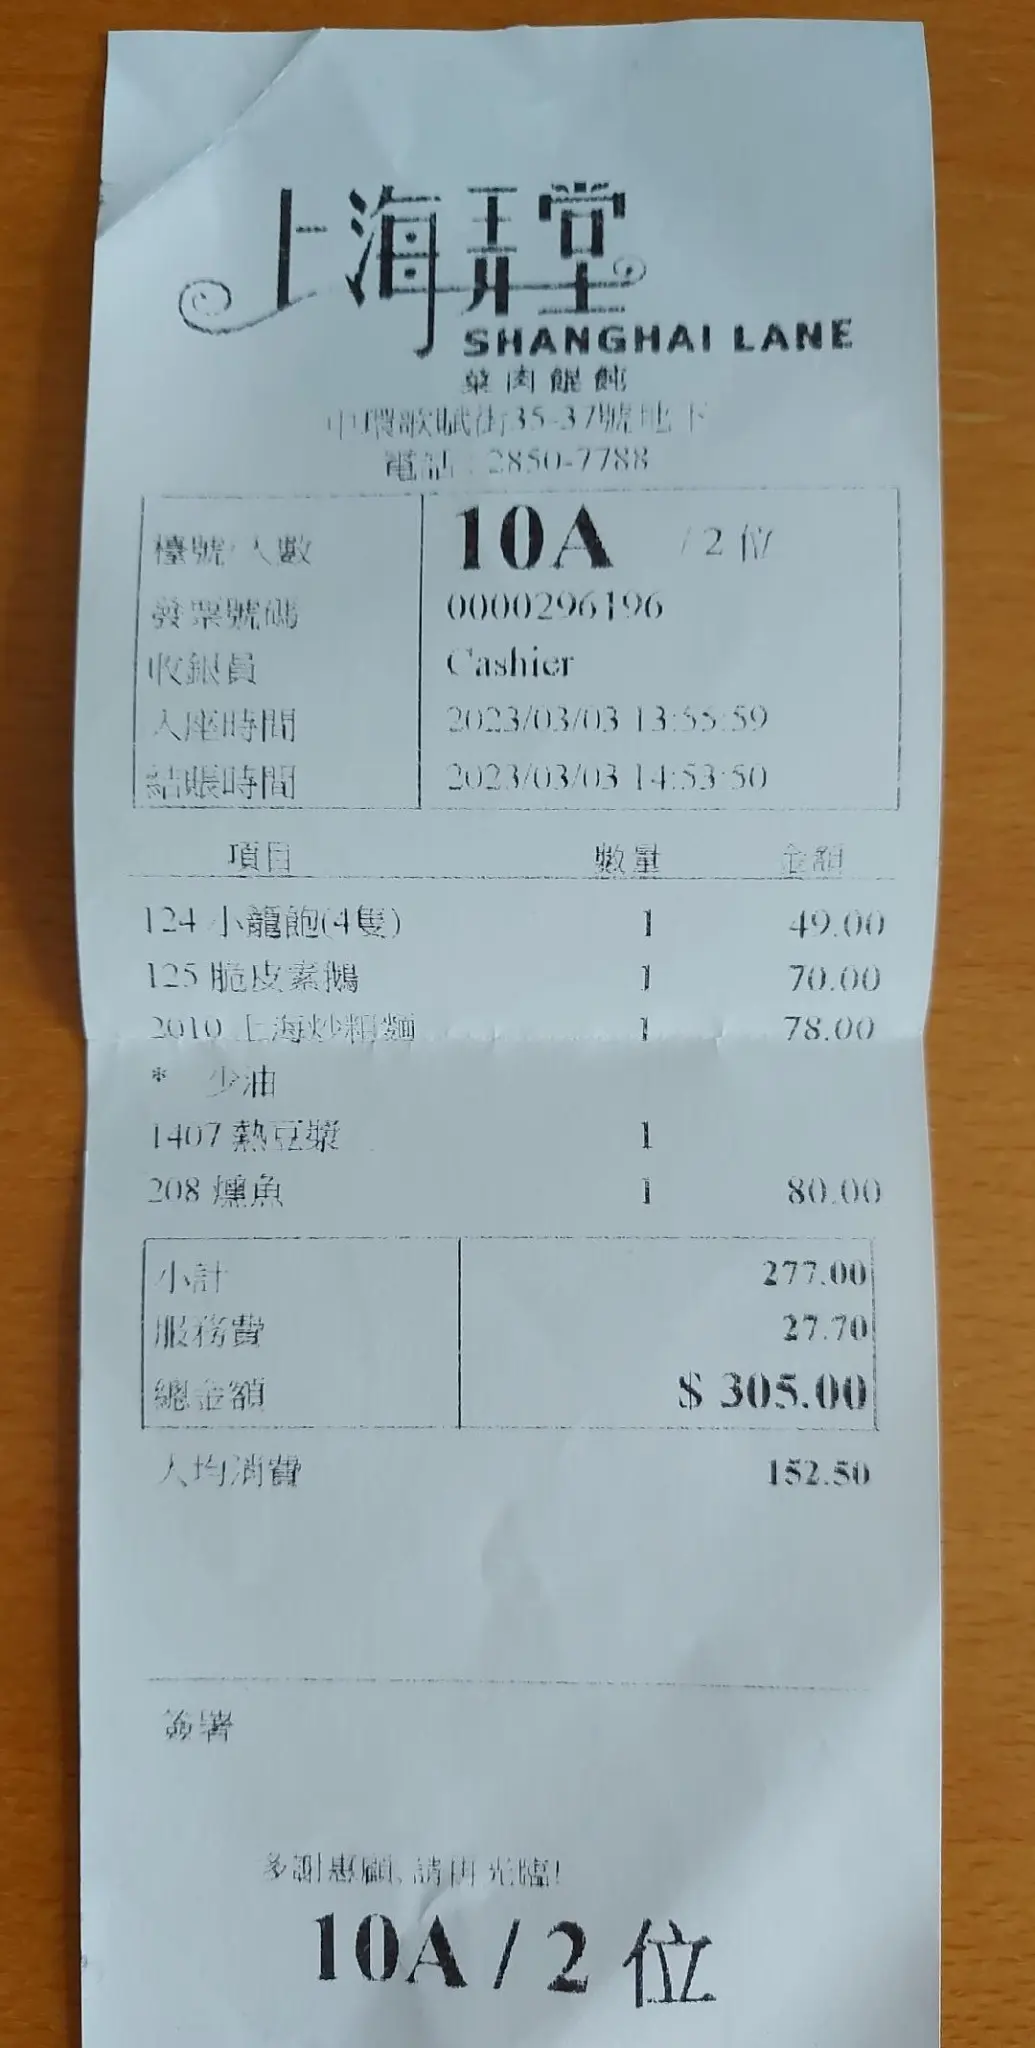 上海弄堂
SHANGHAI LANE
菜肉餛飩
中環歌賦街35-37號地下
電話：2850-7788
檯號/人數 10A / 2 位
發票號碼 0000296196
收銀員 Cashier
入座時間 2023/03/03 13:55:59
結賬時間 2023/03/03 14:53:50
項目 數量 金額
124 小籠飽(4隻) 1 49.00
125 脆皮素鵝 1 70.00
2010 上海炒粗麵 1 78.00
* 少油
1407 熱豆漿 1
208 燻魚 1 80.00
小計 277.00
服務費 27.70
總金額 $ 305.00
人均消費 152.50
簽署
多謝惠顧,請再光臨!
10A / 2 位